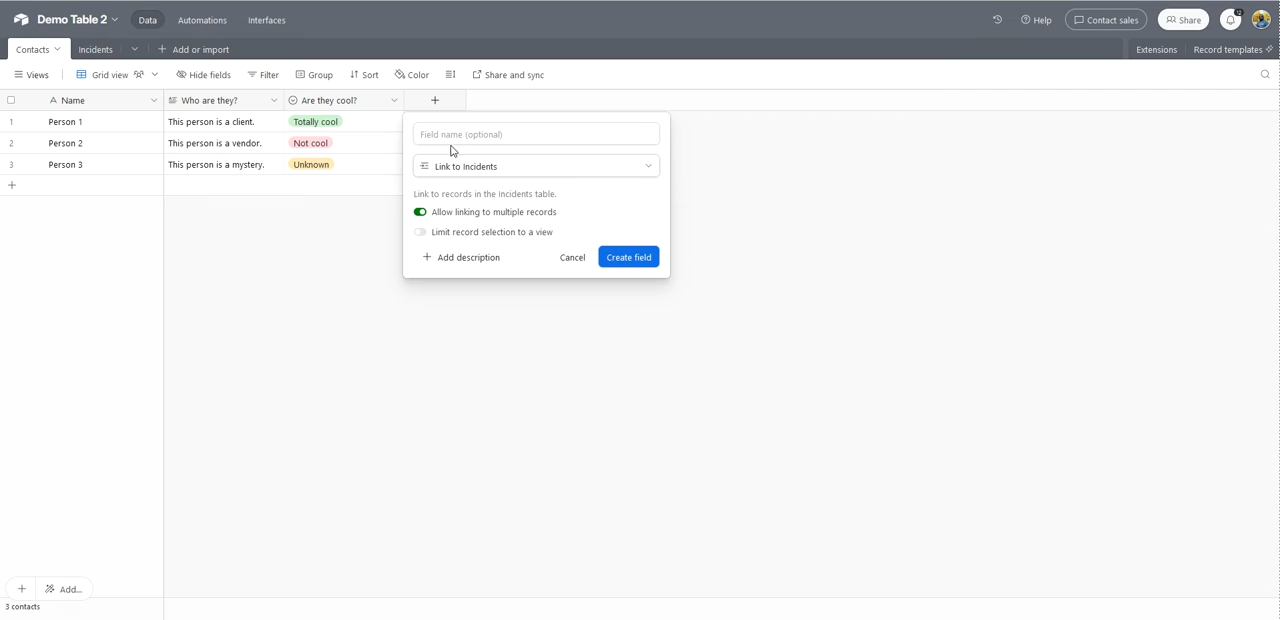 Demo Table 2 Data Automations Interfaces Help Contact sales Share 12
Contacts Incidents Add or import Extensions Record templates
Views Grid view Hide fields Filter Group Sort Color Share and sync
Name Who are they? Are they cool?
1 Person 1 This person is a client. Totally cool
2 Person 2 This person is a vendor. Not cool
3 Person 3 This person is a mystery. Unknown
Field name (optional)
Link to Incidents
Link to records in the Incidents table.
Allow linking to multiple records
Limit record selection to a view
Add description Cancel Create field
Add...
3 contacts